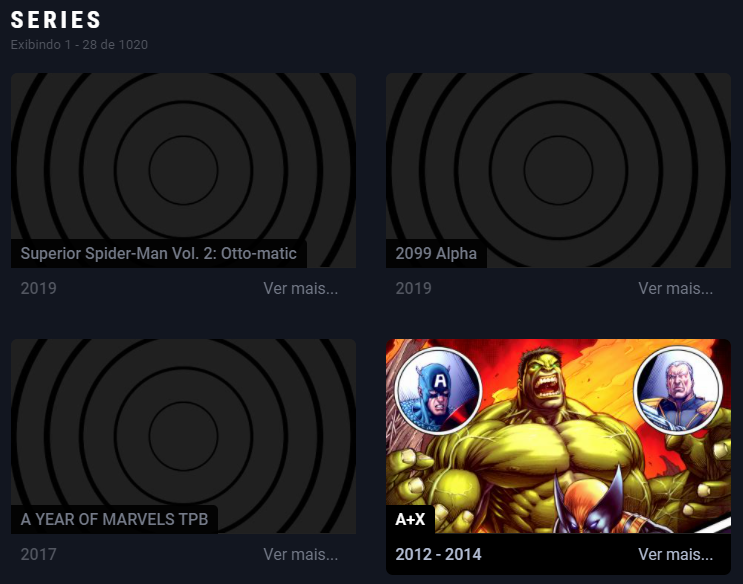 SERIES
Exibindo 1 - 28 de 1020
Superior Spider-Man Vol. 2: Otto-matic
2019 Ver mais...
2099 Alpha
2019 Ver mais...
A YEAR OF MARVELS TPB
2017 Ver mais...
A
A+X
2012 - 2014 Ver mais...